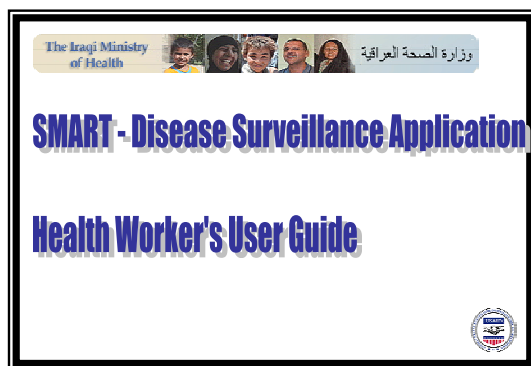 The Iraqi Ministry
of Health
وزارة الصحة العراقية
SMART - Disease Surveillance Application
Health Worker's User Guide